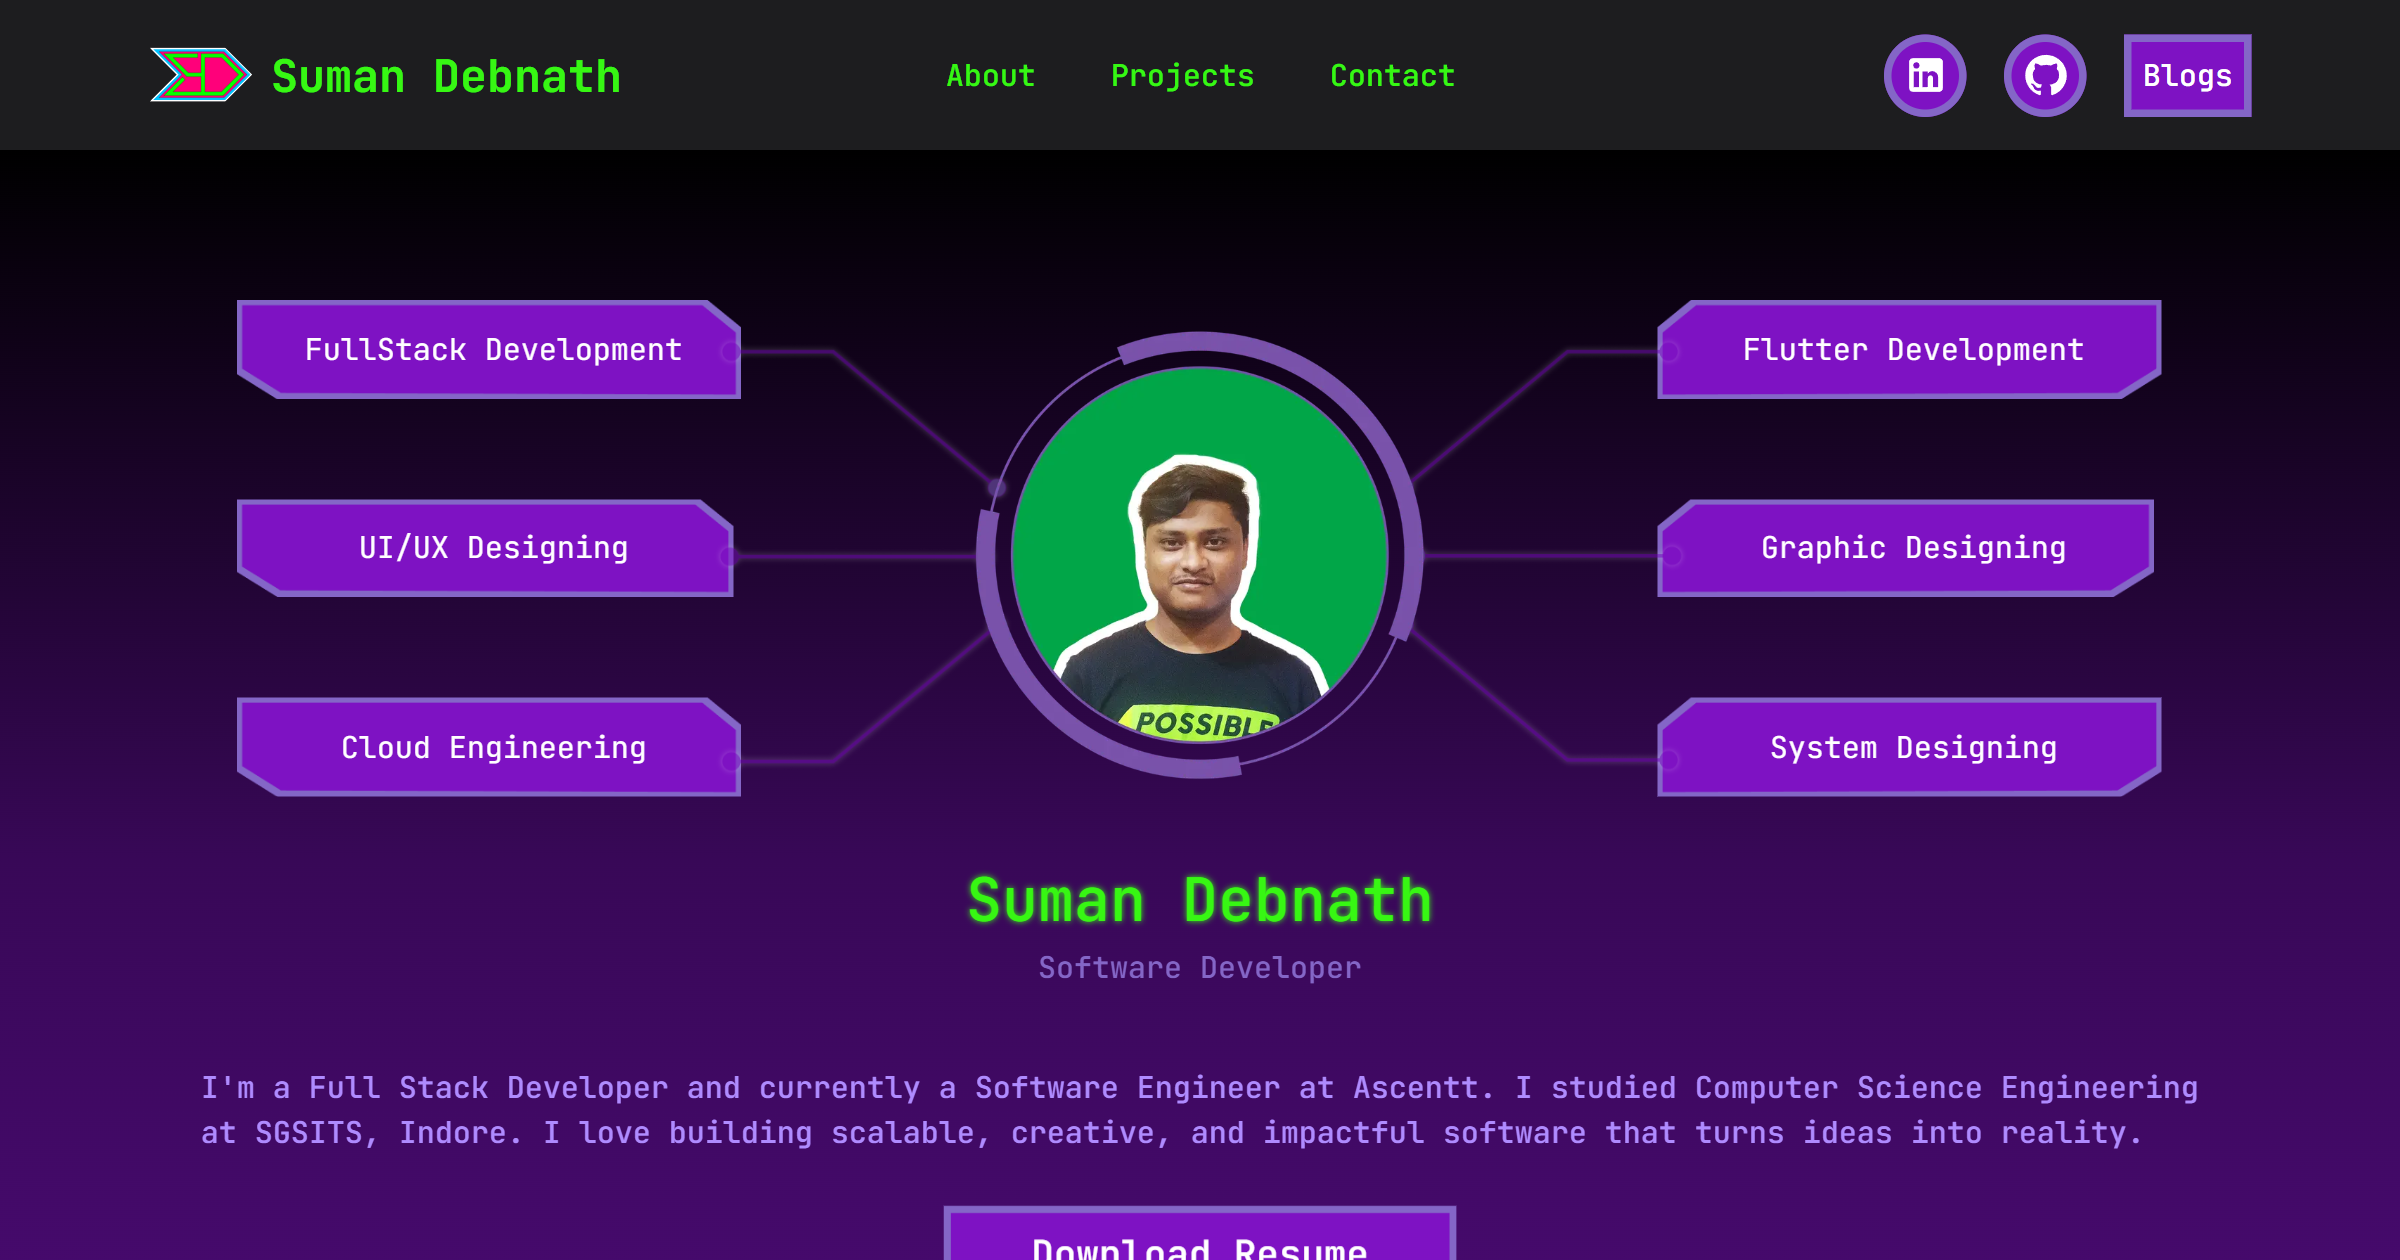 Suman Debnath
About
Projects
Contact
Blogs
FullStack Development
Flutter Development
UI/UX Designing
Graphic Designing
Cloud Engineering
System Designing
POSSIBLE
Suman Debnath
Software Developer
I'm a Full Stack Developer and currently a Software Engineer at Ascentt. I studied Computer Science Engineering
at SGSITS, Indore. I love building scalable, creative, and impactful software that turns ideas into reality.
Download Resume